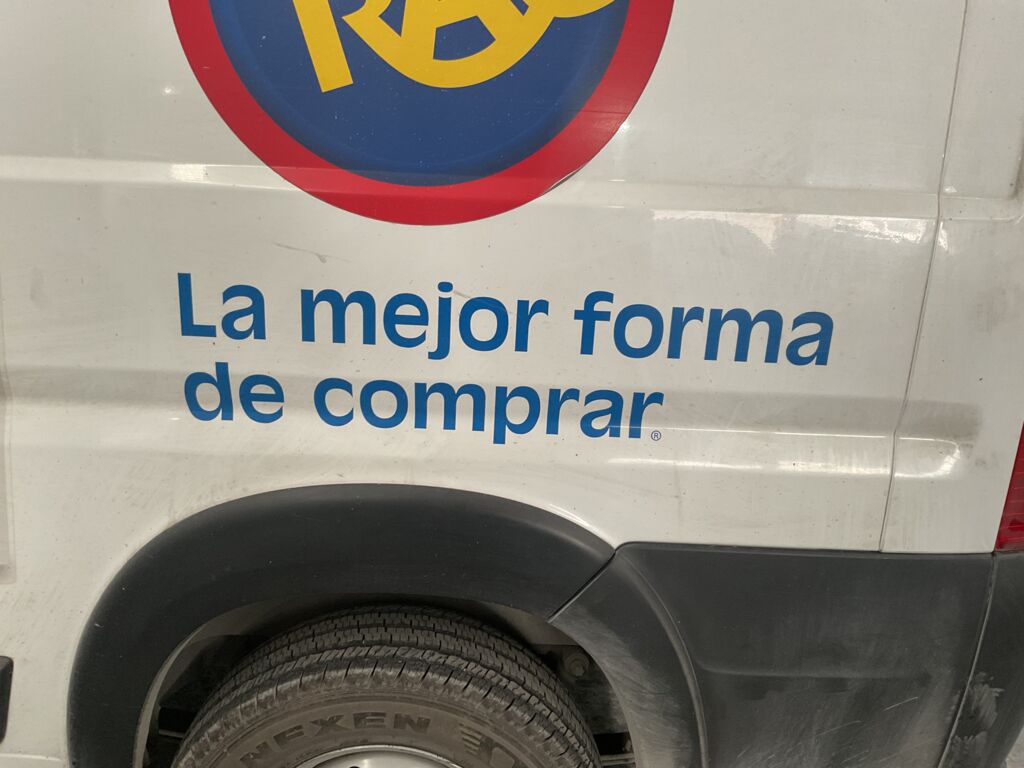 La mejor forma
de comprar®
NEXEN